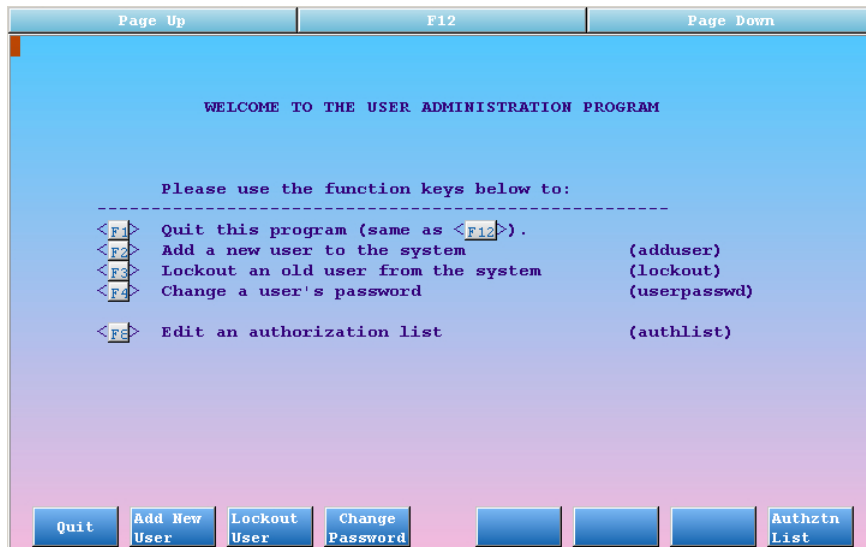 Page Up F12 Page Down
WELCOME TO THE USER ADMINISTRATION PROGRAM
Please use the function keys below to:
------------------------------------------------------
<F1> Quit this program (same as <F12>).
<F2> Add a new user to the system (adduser)
<F3> Lockout an old user from the system (lockout)
<F4> Change a user's password (userpasswd)
<F8> Edit an authorization list (authlist)
Quit
Add New
User
Lockout
User
Change
Password
Authztn
List